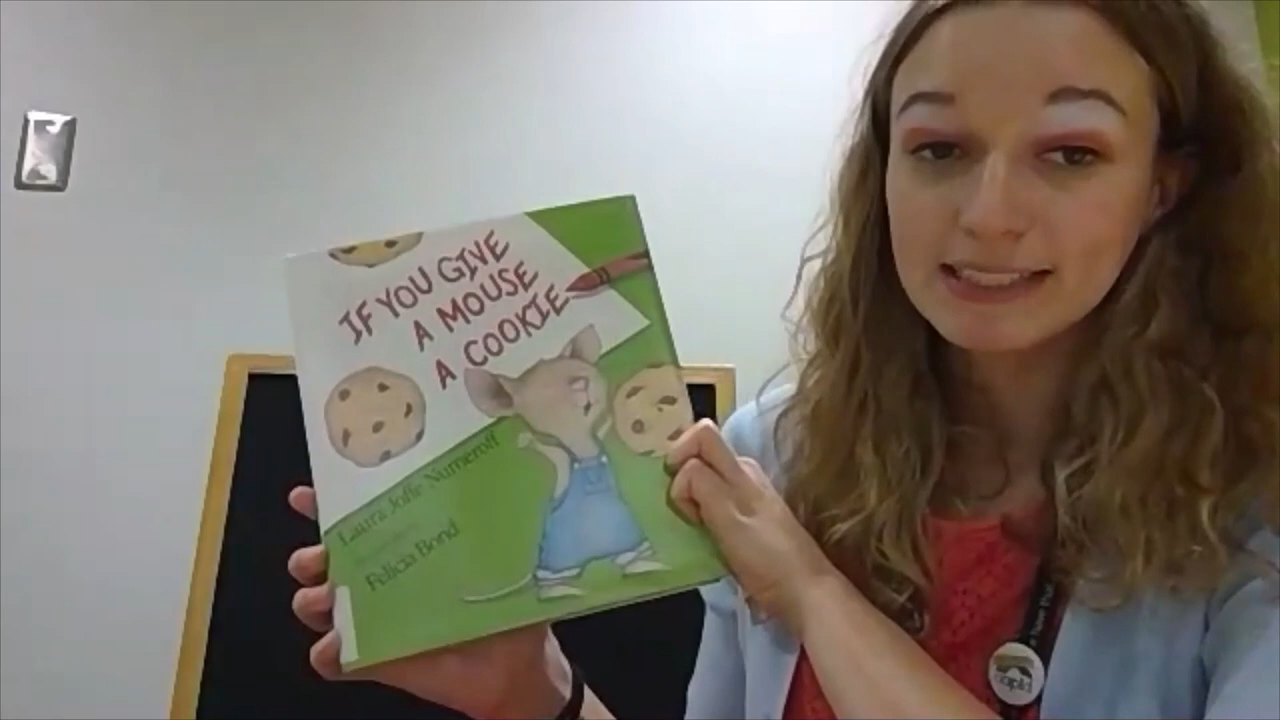 IF YOU GIVE
A MOUSE
A COOKIE
Laura Joffe Numeroff
Felicia Bond